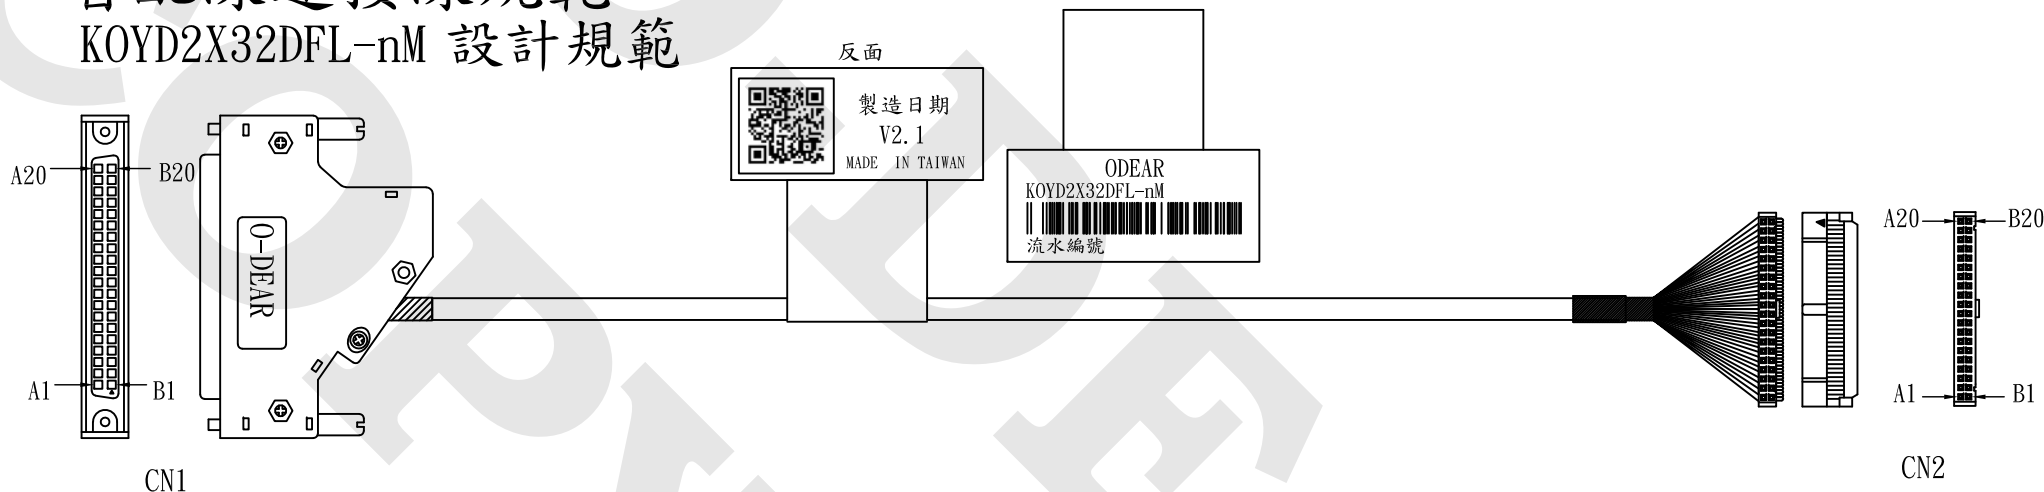 KOYD2X32DFL-nM 設計規範
反面
製造日期
V2.1
MADE IN TAIWAN
ODEAR
KOYD2X32DFL-nM
流水編號
A20
B20
O-DEAR
A1
B1
CN1
A20
B20
A1
B1
CN2